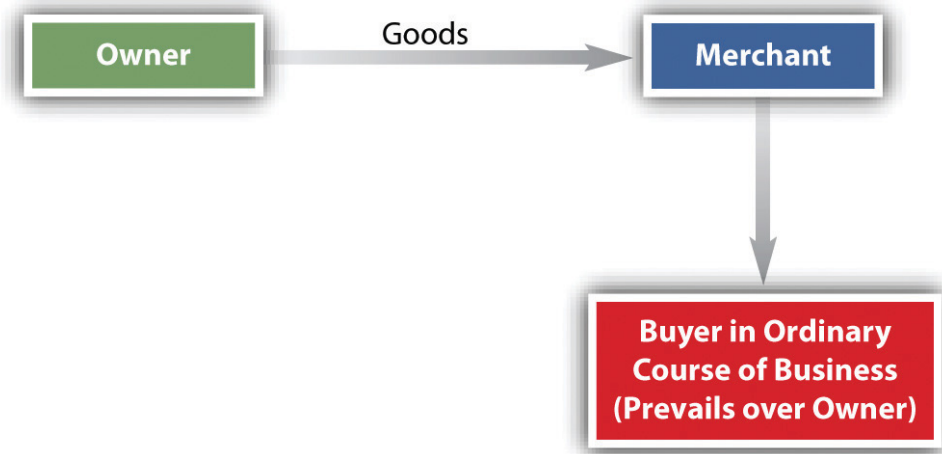 Owner
Goods
Merchant
Buyer in Ordinary
Course of Business
(Prevails over Owner)